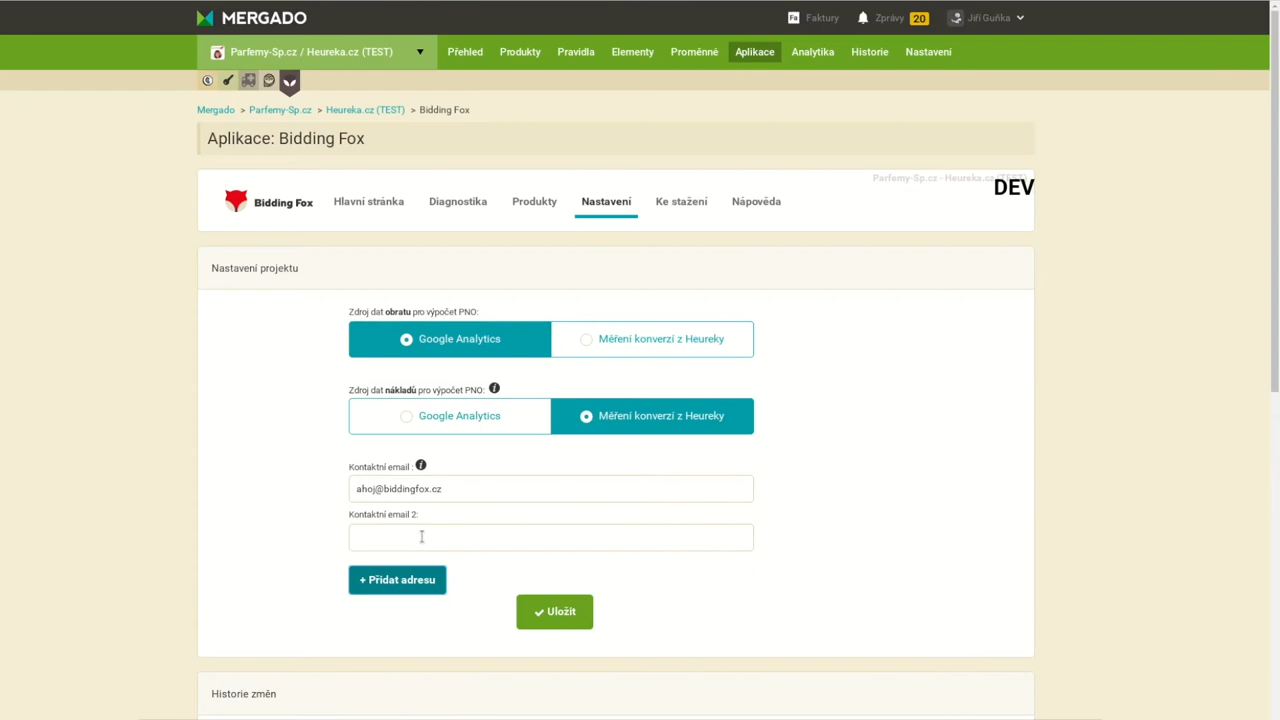 MERGADO
Fa Faktury
Zprávy 20
Jiří Guňka
Parfemy-Sp.cz / Heureka.cz (TEST)
Přehled Produkty Pravidla Elementy Proměnné Aplikace Analytika Historie Nastavení
Mergado > Parfemy-Sp.cz > Heureka.cz (TEST) > Bidding Fox
Aplikace: Bidding Fox
Parfemy-Sp.cz - Heureka.cz (TEST)
DEV
Bidding Fox Hlavní stránka Diagnostika Produkty Nastavení Ke stažení Nápověda
Nastavení projektu
Zdroj dat obratu pro výpočet PNO:
Google Analytics Měření konverzí z Heureky
Zdroj dat nákladů pro výpočet PNO: i
Google Analytics Měření konverzí z Heureky
Kontaktní email : i
ahoj@biddingfox.cz
Kontaktní email 2:
+ Přidat adresu
Uložit
Historie změn